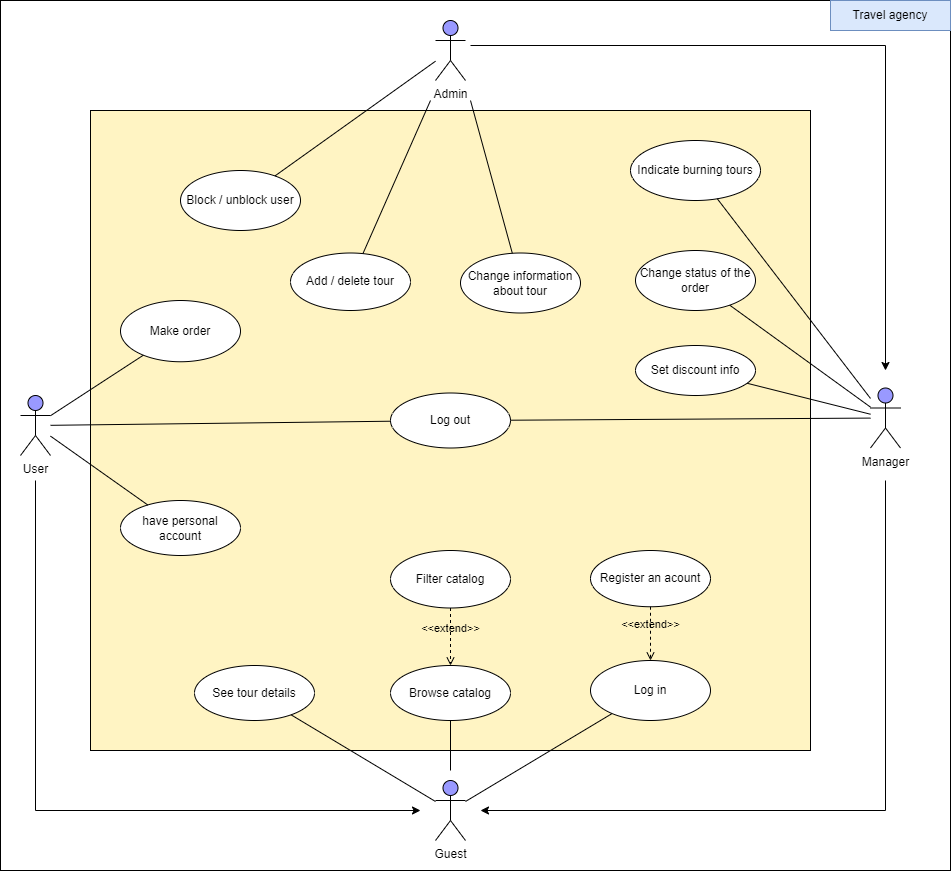 Travel agency
Admin
Indicate burning tours
Block / unblock user
Add / delete tour
Change information
about tour
Change status of the
order
Make order
Set discount info
Log out
User
Manager
have personal
account
Filter catalog
Register an acount
<<extend>>
<<extend>>
See tour details
Browse catalog
Log in
Guest